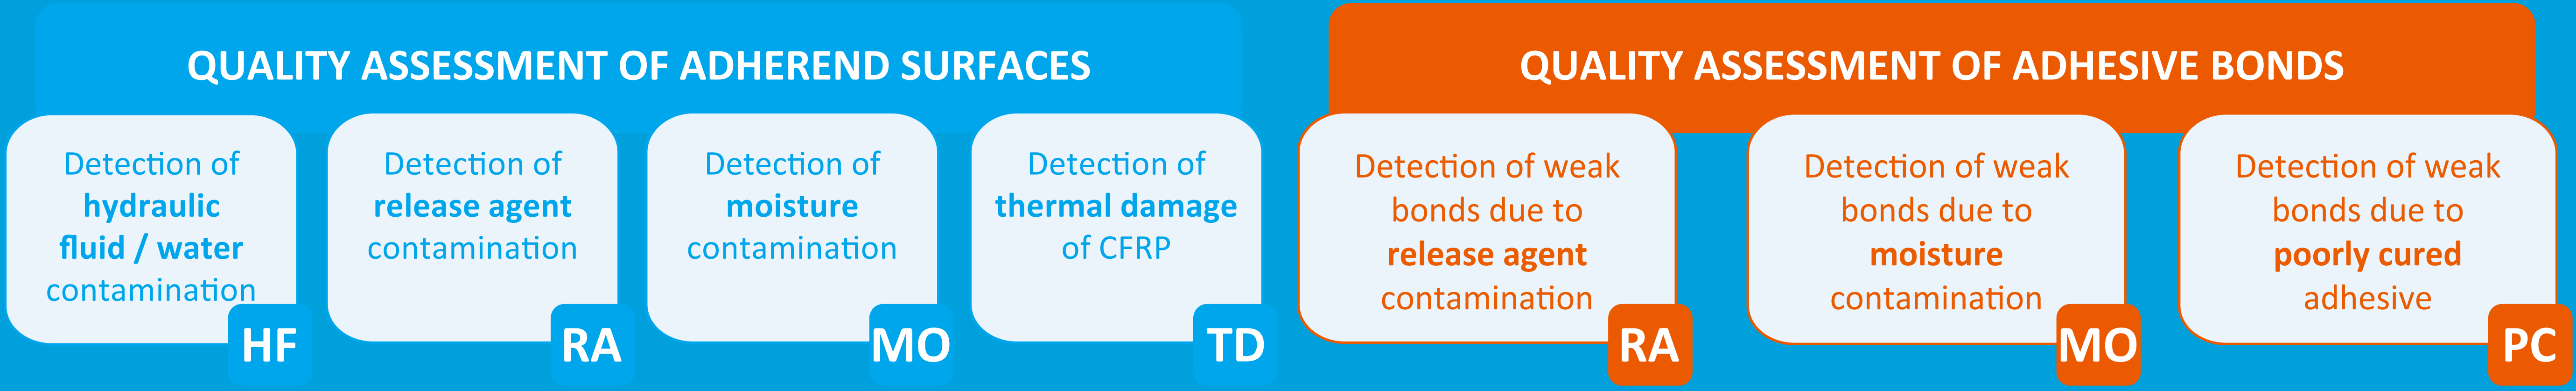 QUALITY ASSESSMENT OF ADHEREND SURFACES
Detection of
hydraulic
fluid / water
contamination
HF
Detection of
release agent
contamination
RA
Detection of
moisture
contamination
MO
Detection of
thermal damage
of CFRP
TD
QUALITY ASSESSMENT OF ADHESIVE BONDS
Detection of weak
bonds due to
release agent
contamination
RA
Detection of weak
bonds due to
moisture
contamination
MO
Detection of weak
bonds due to
poorly cured
adhesive
PC